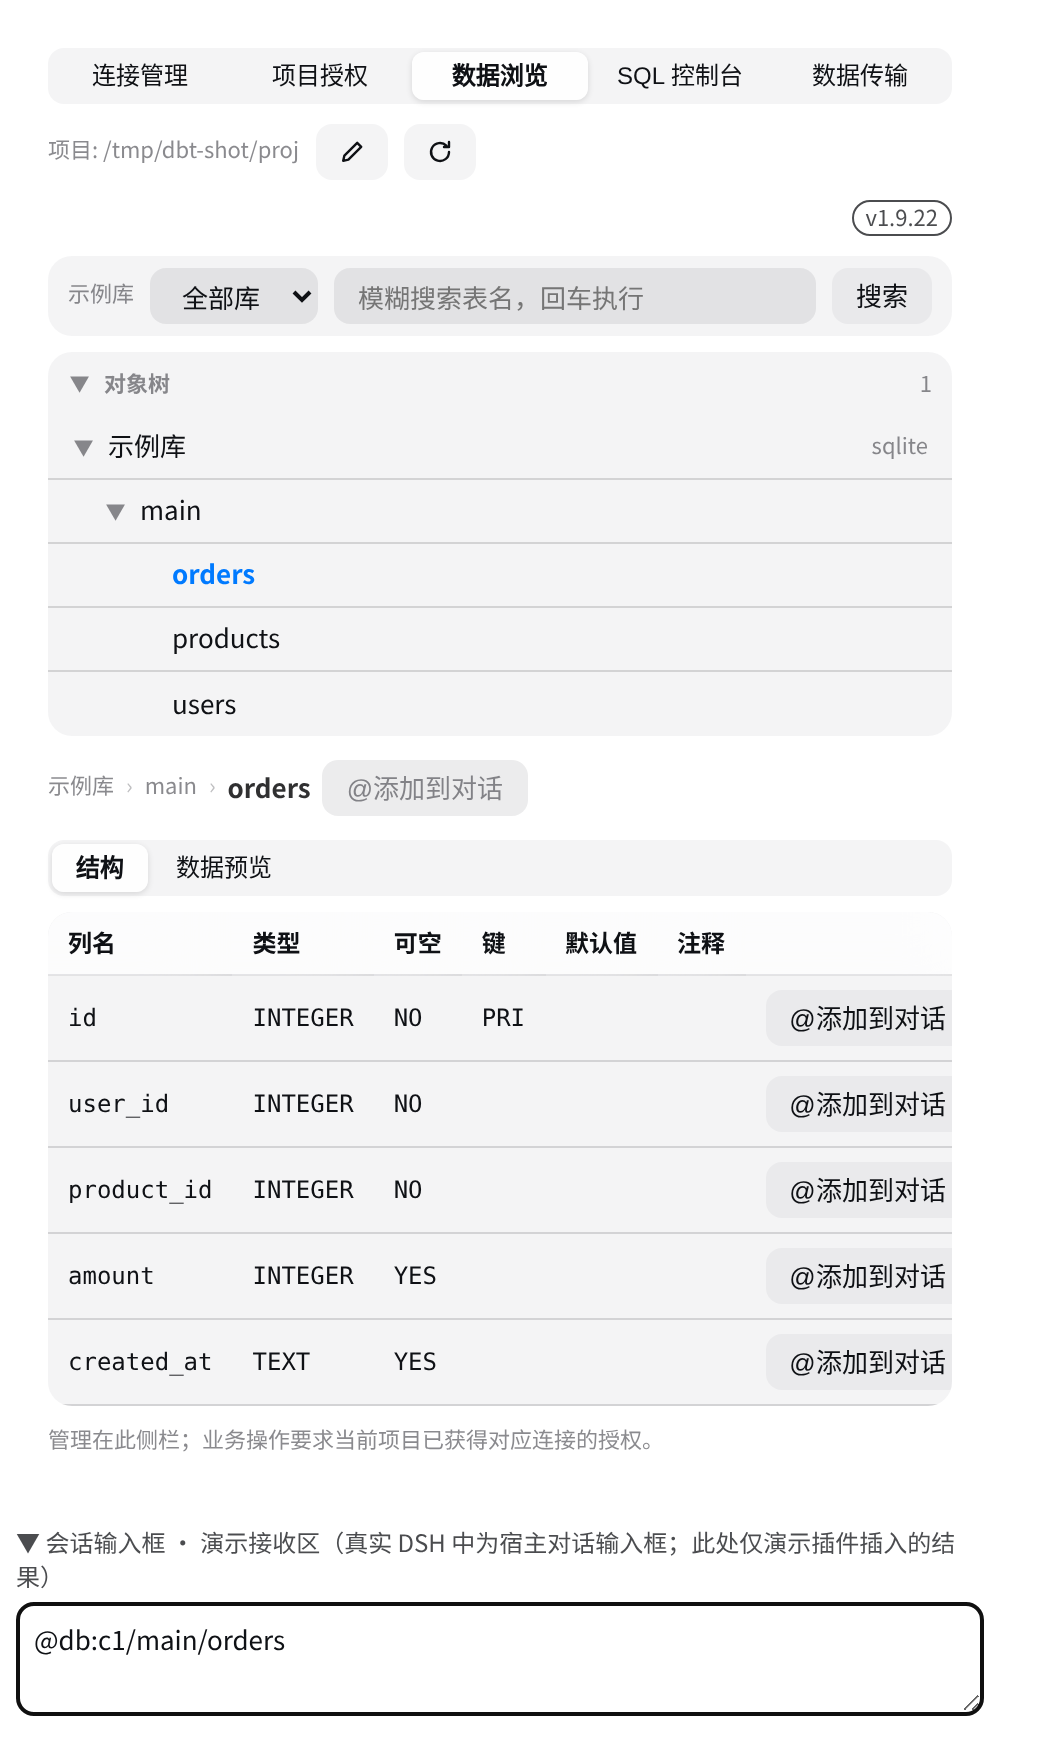 连接管理 项目授权 数据浏览 SQL 控制台 数据传输
项目: /tmp/dbt-shot/proj
v1.9.22
示例库 全部库 模糊搜索表名，回车执行 搜索
▼ 对象树 1
▼ 示例库 sqlite
▼ main
orders
products
users
示例库 › main › orders @添加到对话
结构 数据预览
列名 类型 可空 键 默认值 注释
id INTEGER NO PRI @添加到对话
user_id INTEGER NO @添加到对话
product_id INTEGER NO @添加到对话
amount INTEGER YES @添加到对话
created_at TEXT YES @添加到对话
管理在此侧栏；业务操作要求当前项目已获得对应连接的授权。
▼ 会话输入框 · 演示接收区（真实 DSH 中为宿主对话输入框；此处仅演示插件插入的结
果）
@db:c1/main/orders